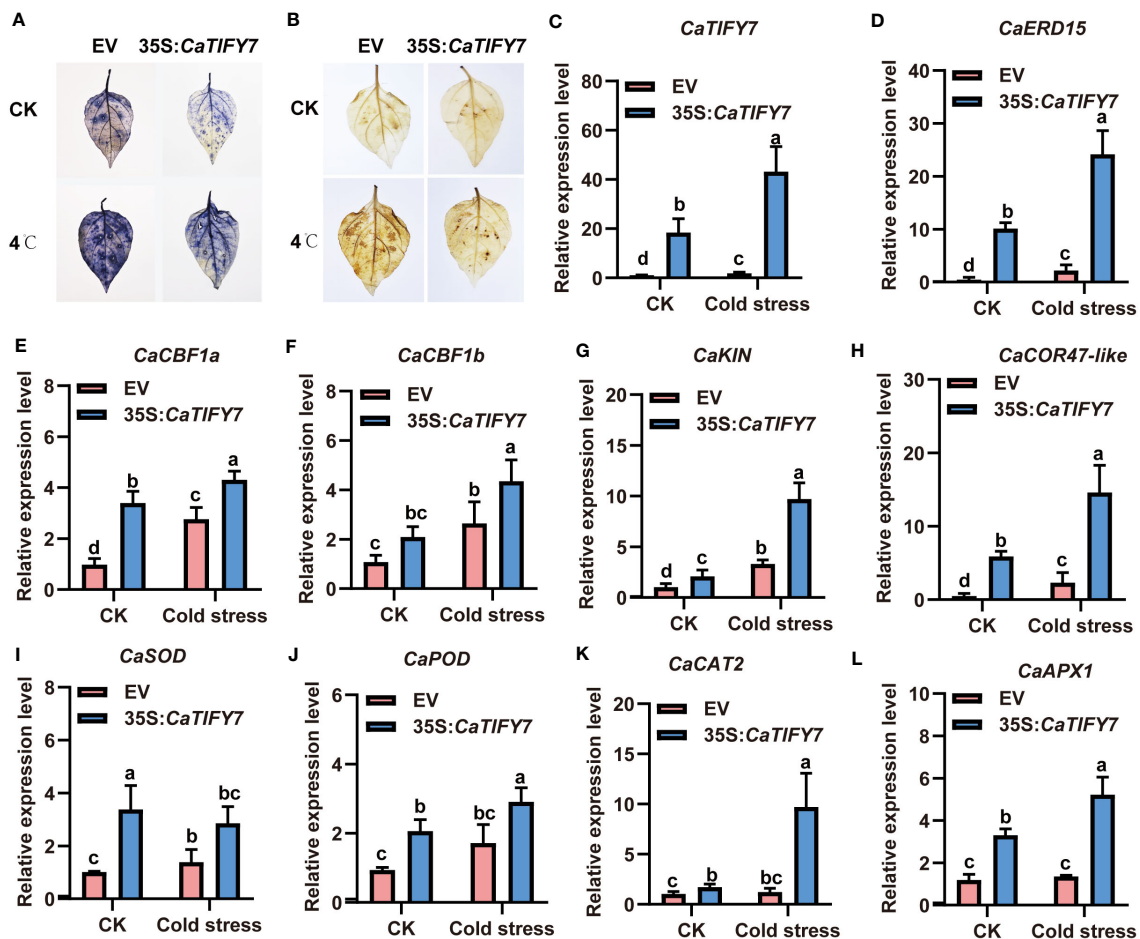 A
EV 35S:CaTIFY7
CK
4℃
B
EV 35S:CaTIFY7
CK
4℃
C
CaTIFY7
Relative expression level
80
60
40
20
0
EV
35S:CaTIFY7
d b c a
CK Cold stress
D
CaERD15
Relative expression level
40
30
20
10
0
EV
35S:CaTIFY7
d b c a
CK Cold stress
E
CaCBF1a
Relative expression level
8
6
4
2
0
EV
35S:CaTIFY7
d b c a
CK Cold stress
F
CaCBF1b
Relative expression level
8
6
4
2
0
EV
35S:CaTIFY7
c bc b a
CK Cold stress
G
CaKIN
Relative expression level
20
15
10
5
0
EV
35S:CaTIFY7
d c b a
CK Cold stress
H
CaCOR47-like
Relative expression level
30
20
10
0
EV
35S:CaTIFY7
d b c a
CK Cold stress
I
CaSOD
Relative expression level
8
6
4
2
0
EV
35S:CaTIFY7
c a b bc
CK Cold stress
J
CaPOD
Relative expression level
6
4
2
0
EV
35S:CaTIFY7
c b bc a
CK Cold stress
K
CaCAT2
Relative expression level
20
15
10
5
0
EV
35S:CaTIFY7
c b bc a
CK Cold stress
L
CaAPX1
Relative expression level
10
8
6
4
2
0
EV
35S:CaTIFY7
c b c a
CK Cold stress